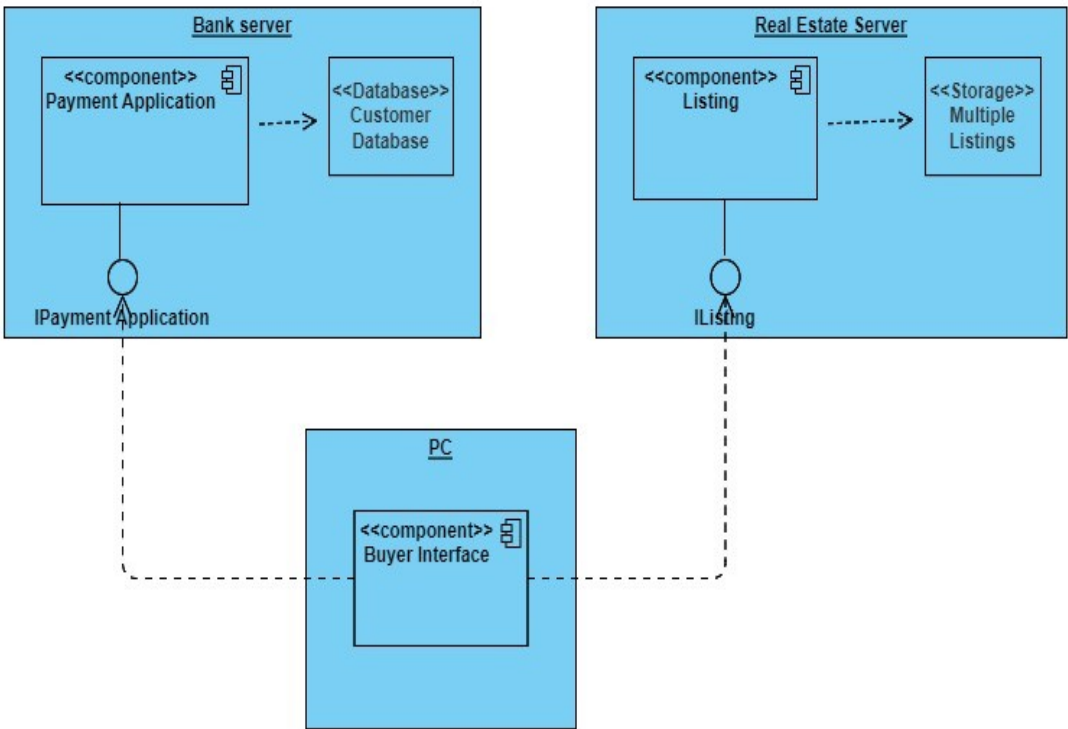 Bank server
<<component>>
Payment Application
<<Database>>
Customer
Database
IPayment Application
Real Estate Server
<<component>>
Listing
<<Storage>>
Multiple
Listings
IListing
PC
<<component>>
Buyer Interface